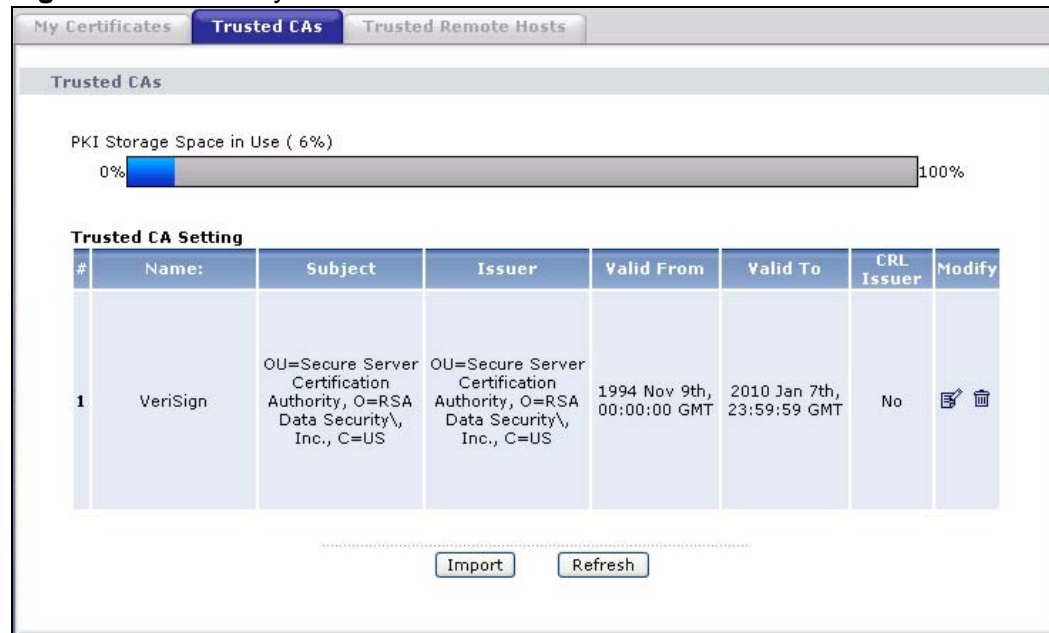 My Certificates Trusted CAs Trusted Remote Hosts
Trusted CAs
PKI Storage Space in Use ( 6%)
0% 100%
Trusted CA Setting
# Name: Subject Issuer Valid From Valid To CRL Issuer Modify
1 VeriSign OU=Secure Server Certification Authority, O=RSA Data Security\, Inc., C=US OU=Secure Server Certification Authority, O=RSA Data Security\, Inc., C=US 1994 Nov 9th, 00:00:00 GMT 2010 Jan 7th, 23:59:59 GMT No
Import Refresh